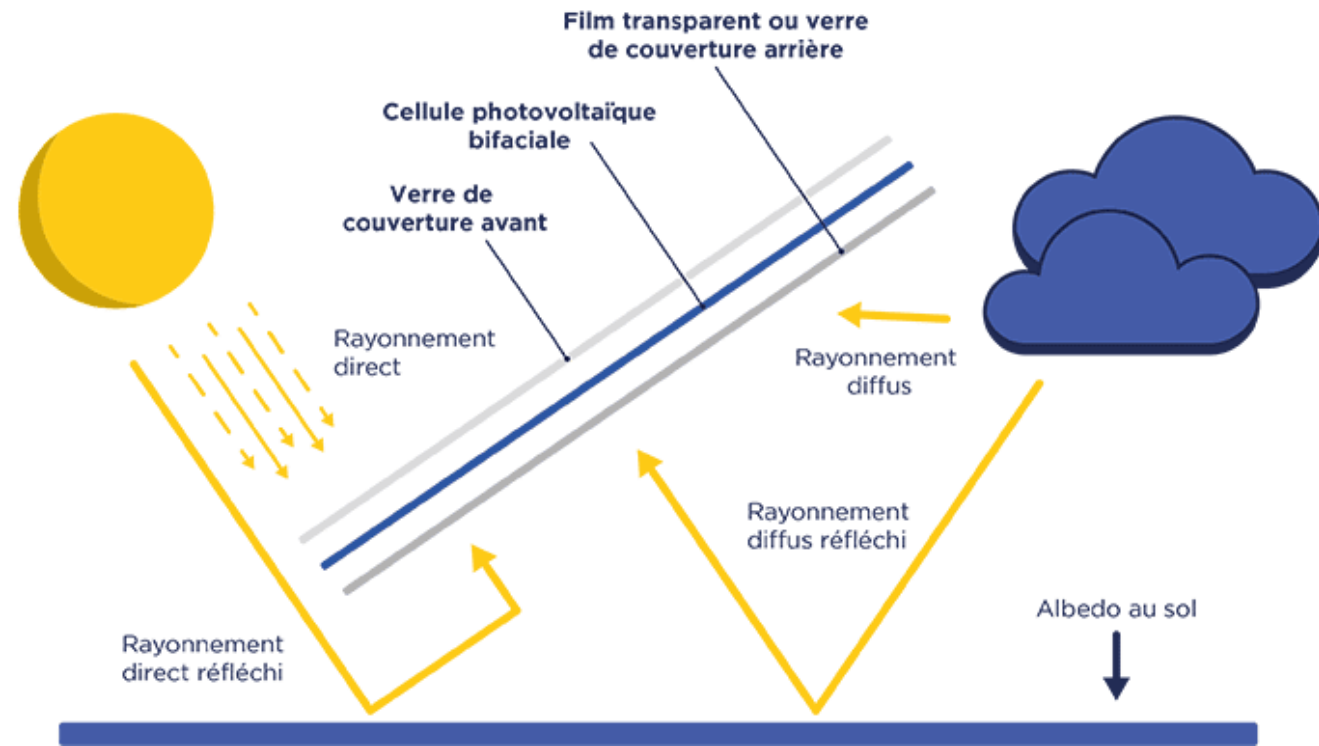 Film transparent ou verre
de couverture arrière
Cellule photovoltaïque
bifaciale
Verre de
couverture avant
Rayonnement
direct
Rayonnement
diffus
Rayonnement
diffus réfléchi
Albedo au sol
Rayonnement
direct réfléchi